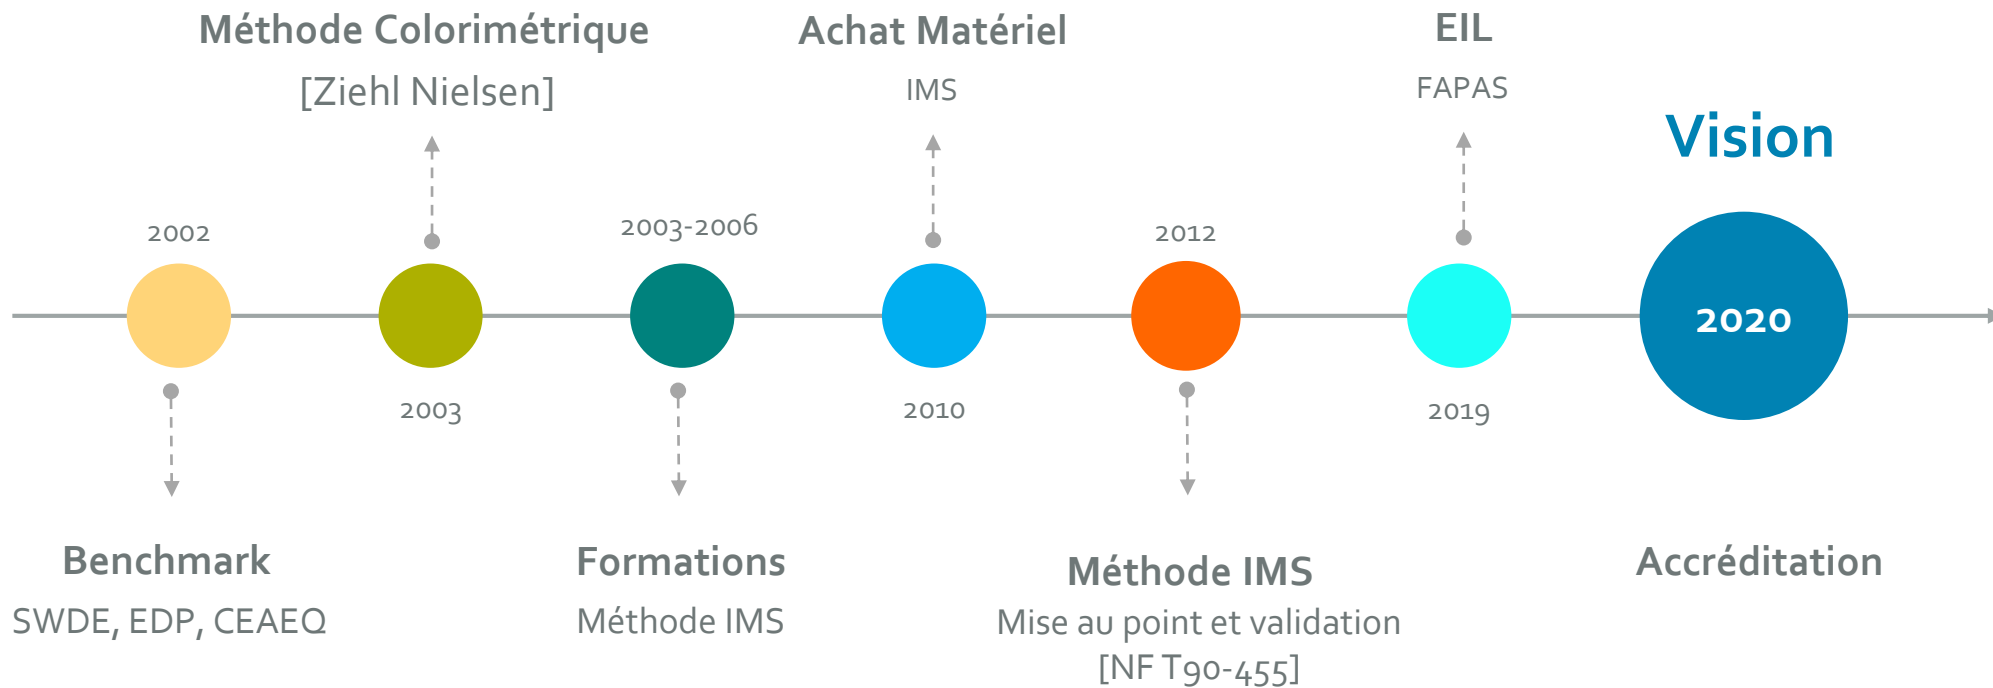 Méthode Colorimétrique
[Ziehl Nielsen]
Achat Matériel
IMS
EIL
FAPAS
Vision
2002
2003-2006
2012
2020
2003
2010
2019
Benchmark
SWDE, EDP, CEAEQ
Formations
Méthode IMS
Méthode IMS
Mise au point et validation
[NF T90-455]
Accréditation